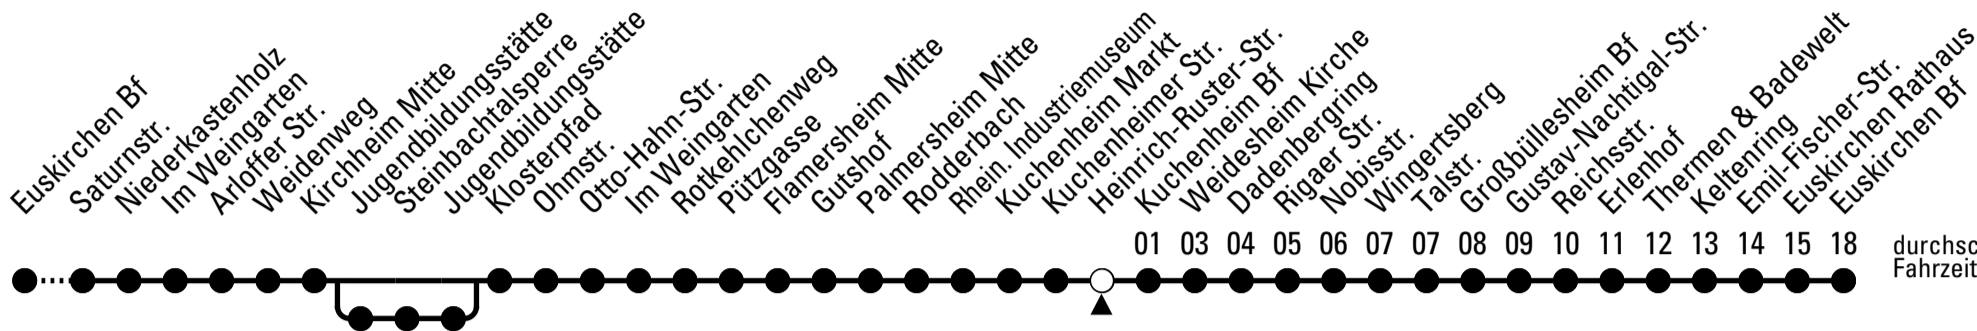 Euskirchen Bf
Saturnstr.
Niederkastenholz
Im Weingarten
Arloffer Str.
Weidenweg
Kirchheim Mitte
Jugendbildungsstätte
Steinbachtalsperre
Jugendbildungsstätte
Klosterpfad
Ohmstr.
Otto-Hahn-Str.
Im Weingarten
Rotkehlchenweg
Pützgasse
Flamersheim Mitte
Gutshof
Palmersheim Mitte
Rodderbach
Rhein. Industriemuseum
Kuchenheim Markt
Kuchenheimer Str.
Heinrich-Ruster-Str.
Kuchenheim Bf
Weidesheim Kirche
Dadenbergring
Rigaer Str.
Nobisstr.
Wingertsberg
Talstr.
Großbüllesheim Bf
Gustav-Nachtigal-Str.
Reichsstr.
Erlenhof
Thermen & Badewelt
Keltenring
Emil-Fischer-Str.
Euskirchen Rathaus
Euskirchen Bf
01 03 04 05 06 07 07 08 09 10 11 12 13 14 15 18 durchsc
Fahrzeit